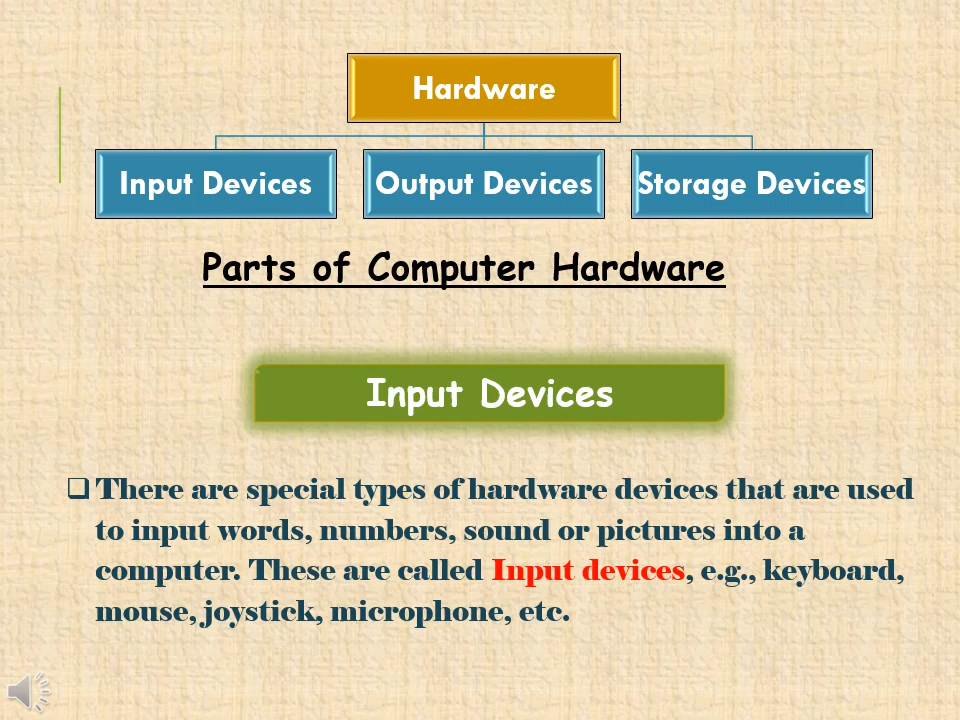 Hardware
Input Devices
Output Devices
Storage Devices
Parts of Computer Hardware
Input Devices
There are special types of hardware devices that are used
to input words, numbers, sound or pictures into a
computer. These are called Input devices, e.g., keyboard,
mouse, joystick, microphone, etc.